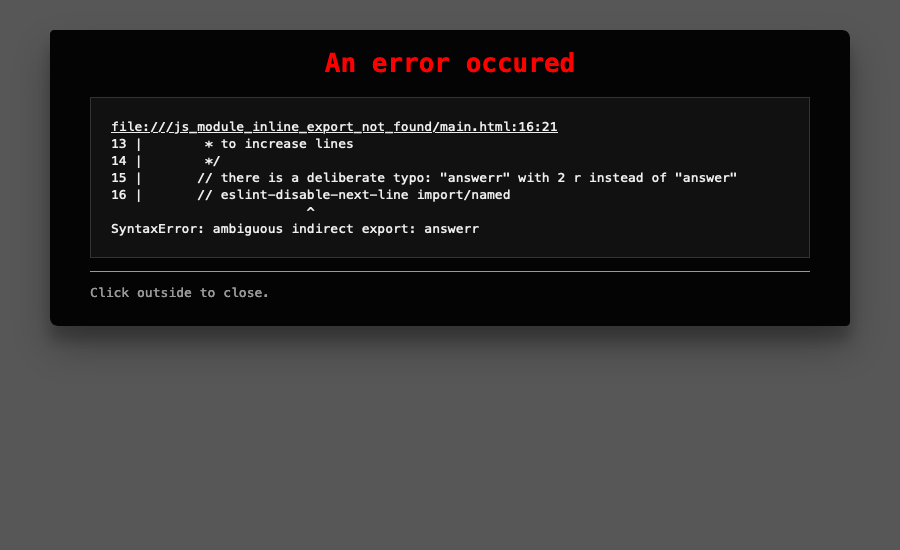 An error occured
file:///js_module_inline_export_not_found/main.html:16:21
13 |        * to increase lines
14 |        */
15 |       // there is a deliberate typo: "answerr" with 2 r instead of "answer"
16 |       // eslint-disable-next-line import/named
                         ^
SyntaxError: ambiguous indirect export: answerr
Click outside to close.